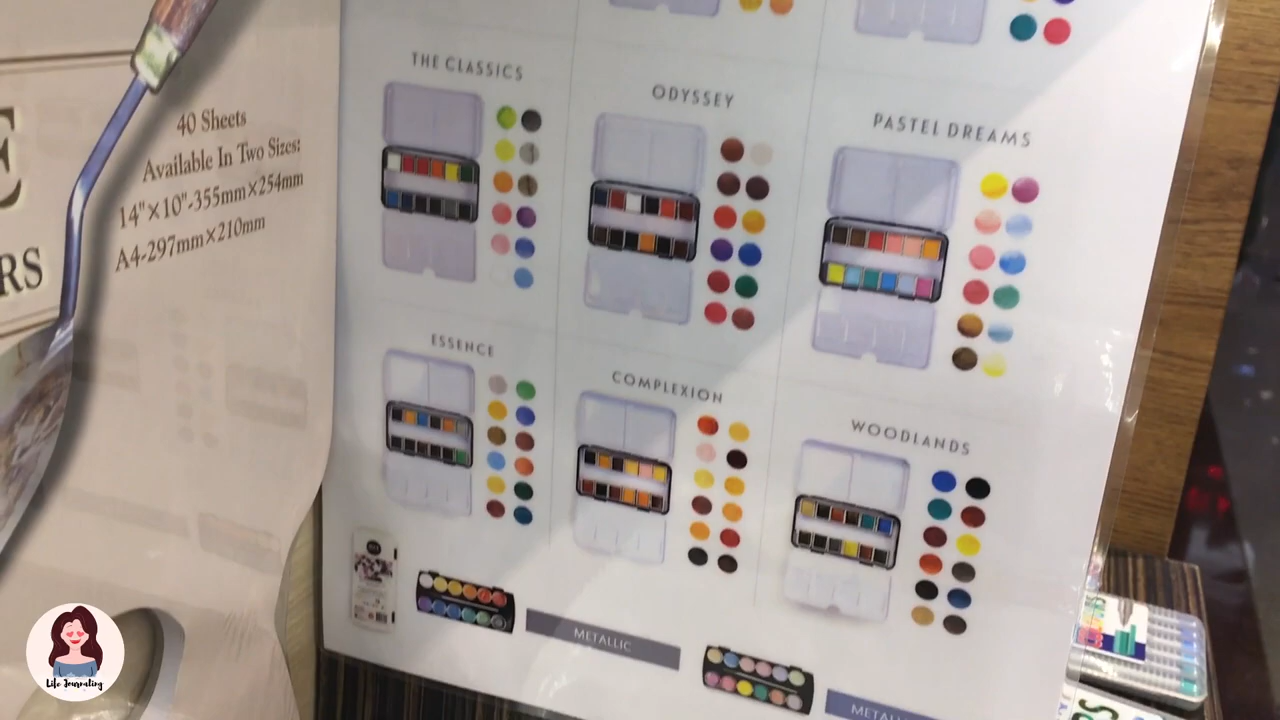 E
RS
40 Sheets
Available In Two Sizes:
14"×10"-355mm×254mm
A4-297mm×210mm
THE CLASSICS
ODYSSEY
PASTEL DREAMS
ESSENCE
COMPLEXION
WOODLANDS
METALLIC
METALL
Life Journaling